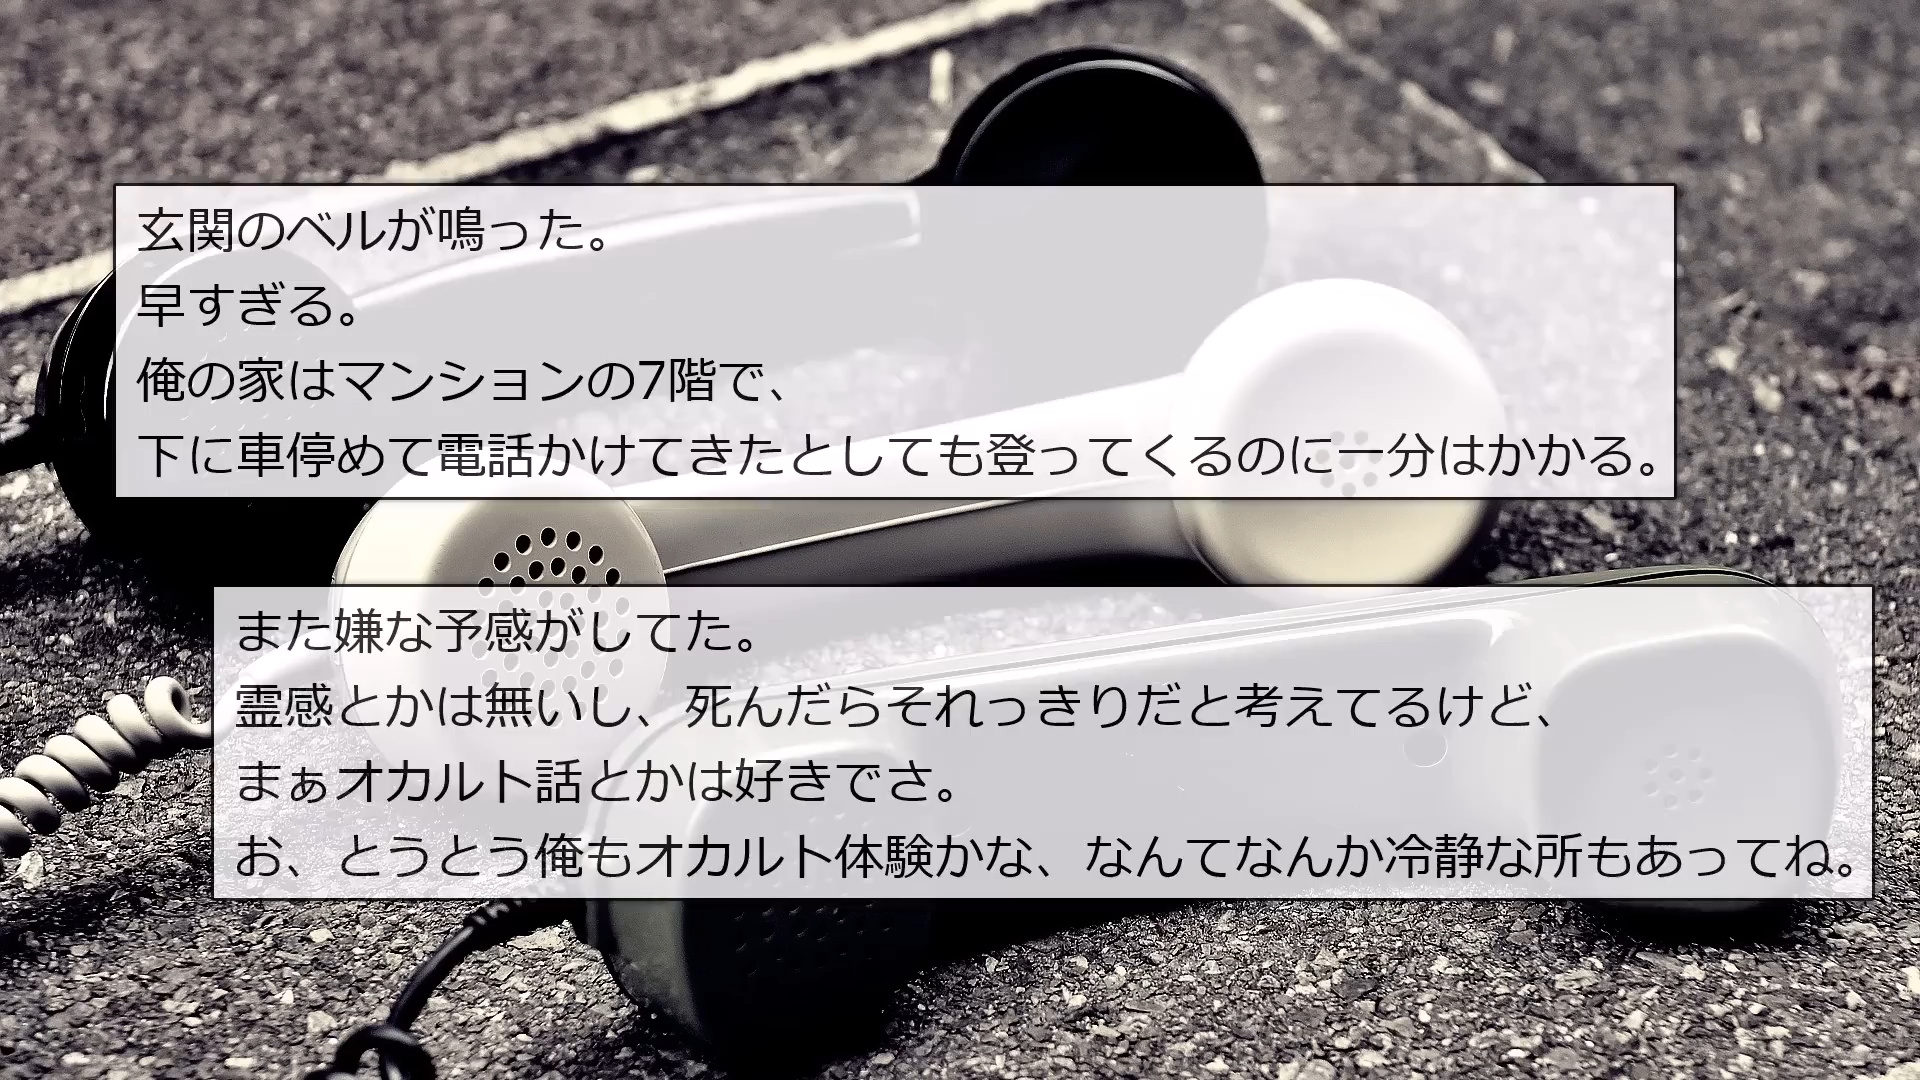 玄関のベルが鳴った。
早すぎる。
俺の家はマンションの7階で、
下に車停めて電話かけてきたとしても登ってくるのに一分はかかる。
また嫌な予感がしてた。
霊感とかは無いし、死んだらそれっきりだと考えてるけど、
まぁオカルト話とかは好きでさ。
お、とうとう俺もオカルト体験かな、なんてなんか冷静な所もあってね。